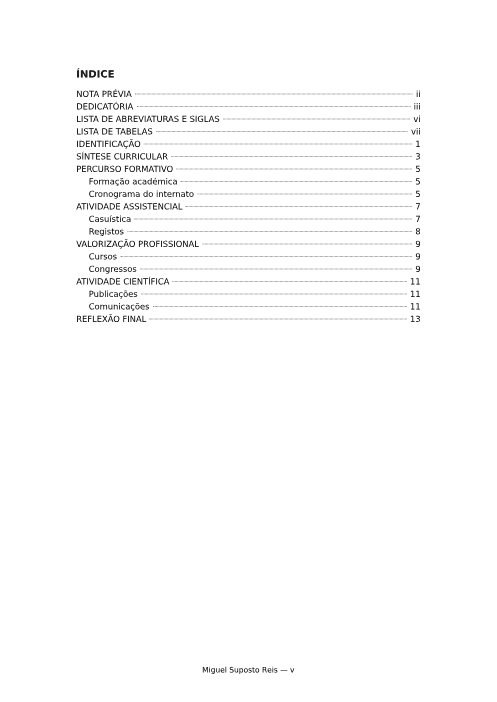 ÍNDICE
NOTA PRÉVIA ii
DEDICATÓRIA iii
LISTA DE ABREVIATURAS E SIGLAS vi
LISTA DE TABELAS vii
IDENTIFICAÇÃO 1
SÍNTESE CURRICULAR 3
PERCURSO FORMATIVO 5
Formação académica 5
Cronograma do internato 5
ATIVIDADE ASSISTENCIAL 7
Casuística 7
Registos 8
VALORIZAÇÃO PROFISSIONAL 9
Cursos 9
Congressos 9
ATIVIDADE CIENTÍFICA 11
Publicações 11
Comunicações 11
REFLEXÃO FINAL 13
Miguel Suposto Reis — v